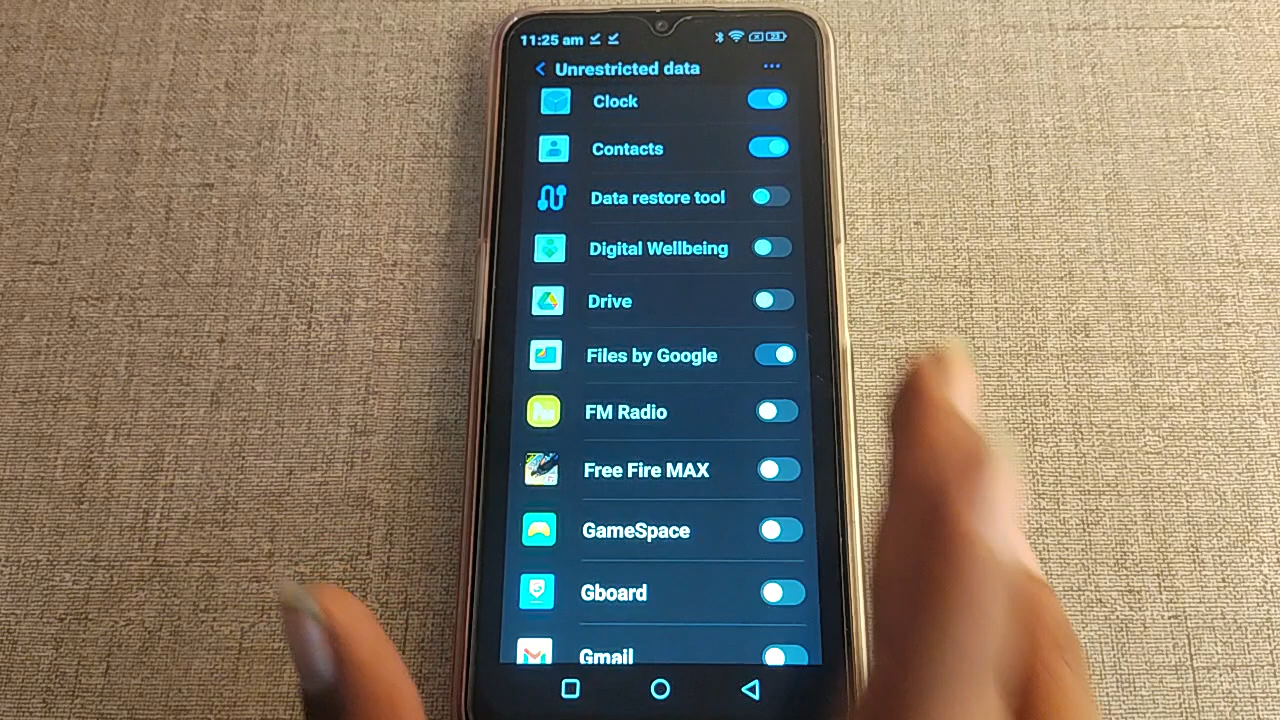 11:25 am
Unrestricted data
Clock
Contacts
Data restore tool
Digital Wellbeing
Drive
Files by Google
FM Radio
Free Fire MAX
GameSpace
Gboard
Gmail